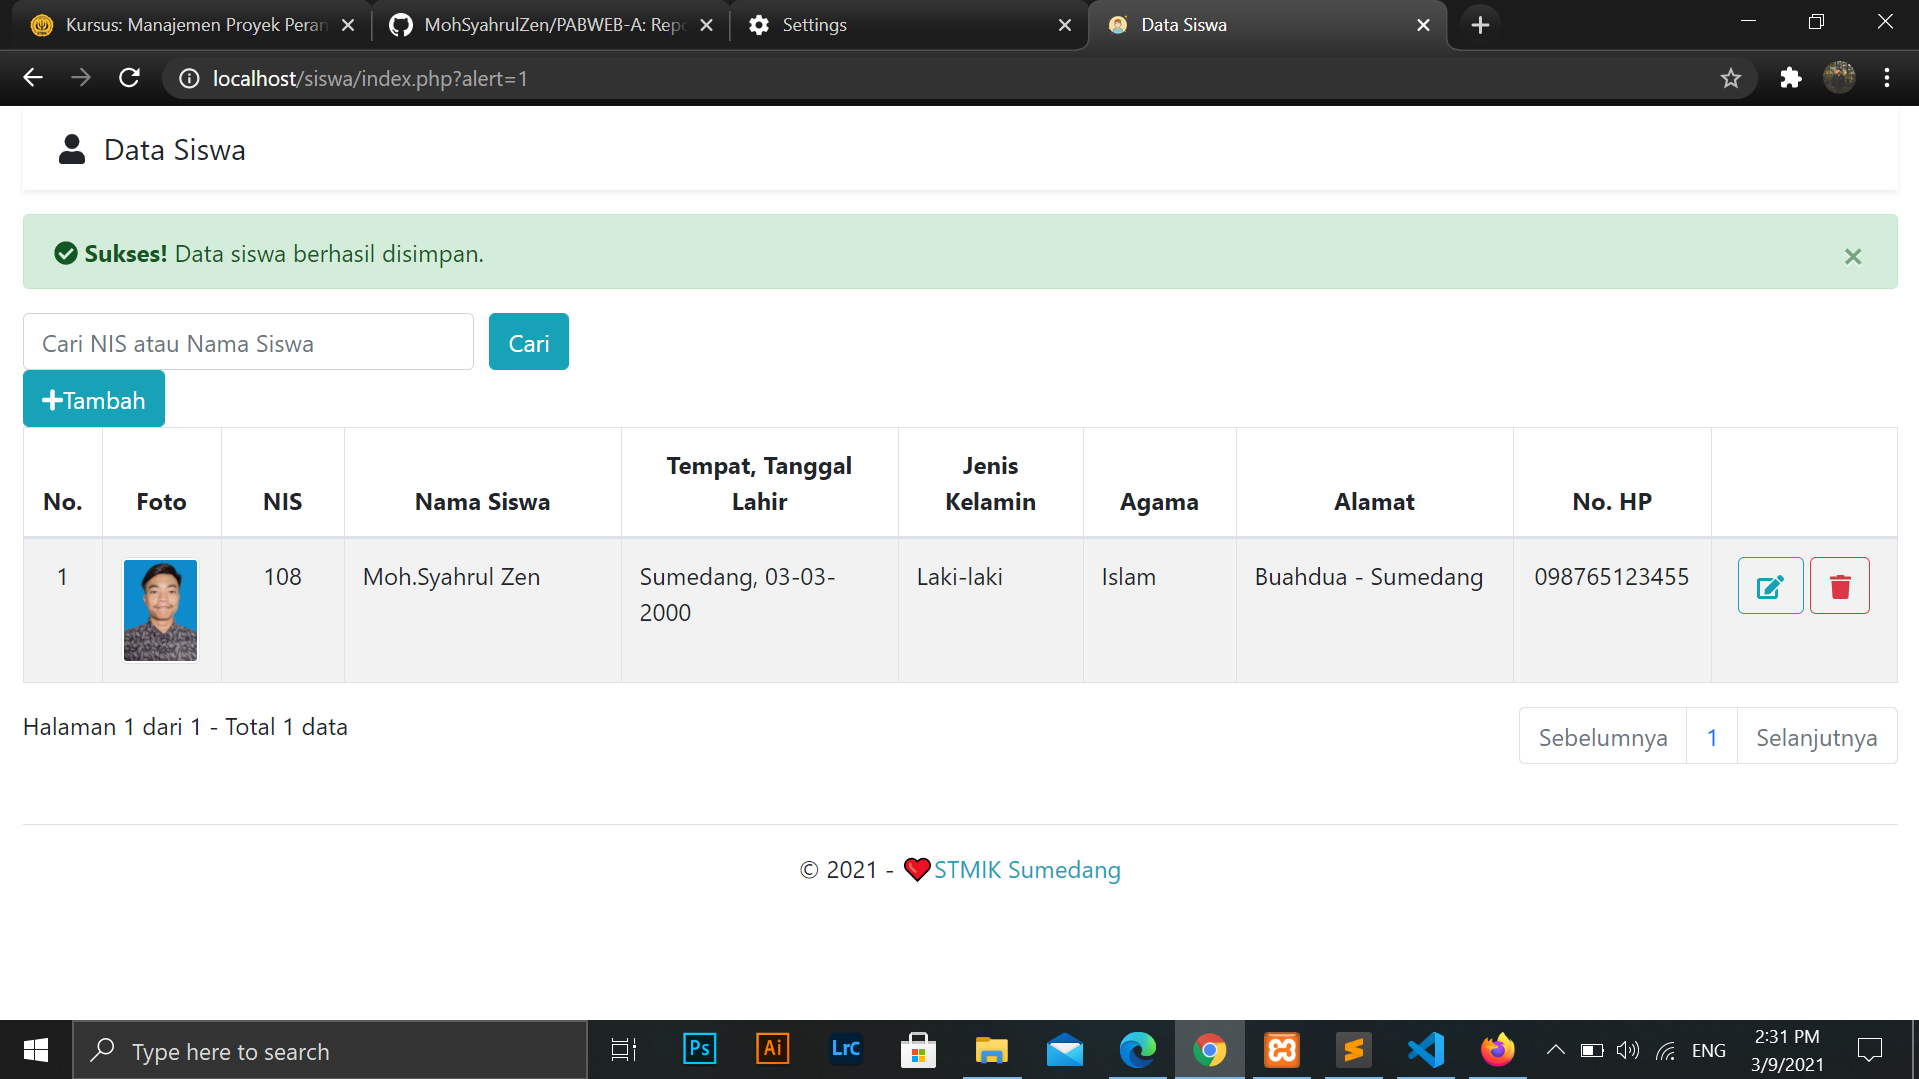 Kursus: Manajemen Proyek Peran
MohSyahrulZen/PABWEB-A: Repo
Settings
Data Siswa
localhost/siswa/index.php?alert=1
Data Siswa
Sukses! Data siswa berhasil disimpan.
×
Cari NIS atau Nama Siswa
Cari
+Tambah
No.
Foto
NIS
Nama Siswa
Tempat, Tanggal
Lahir
Jenis
Kelamin
Agama
Alamat
No. HP
1
108
Moh.Syahrul Zen
Sumedang, 03-03-
2000
Laki-laki
Islam
Buahdua - Sumedang
098765123455
Halaman 1 dari 1 - Total 1 data
Sebelumnya
1
Selanjutnya
© 2021 - ❤STMIK Sumedang
Type here to search
Ps
Ai
LrC
ENG
2:31 PM
3/9/2021